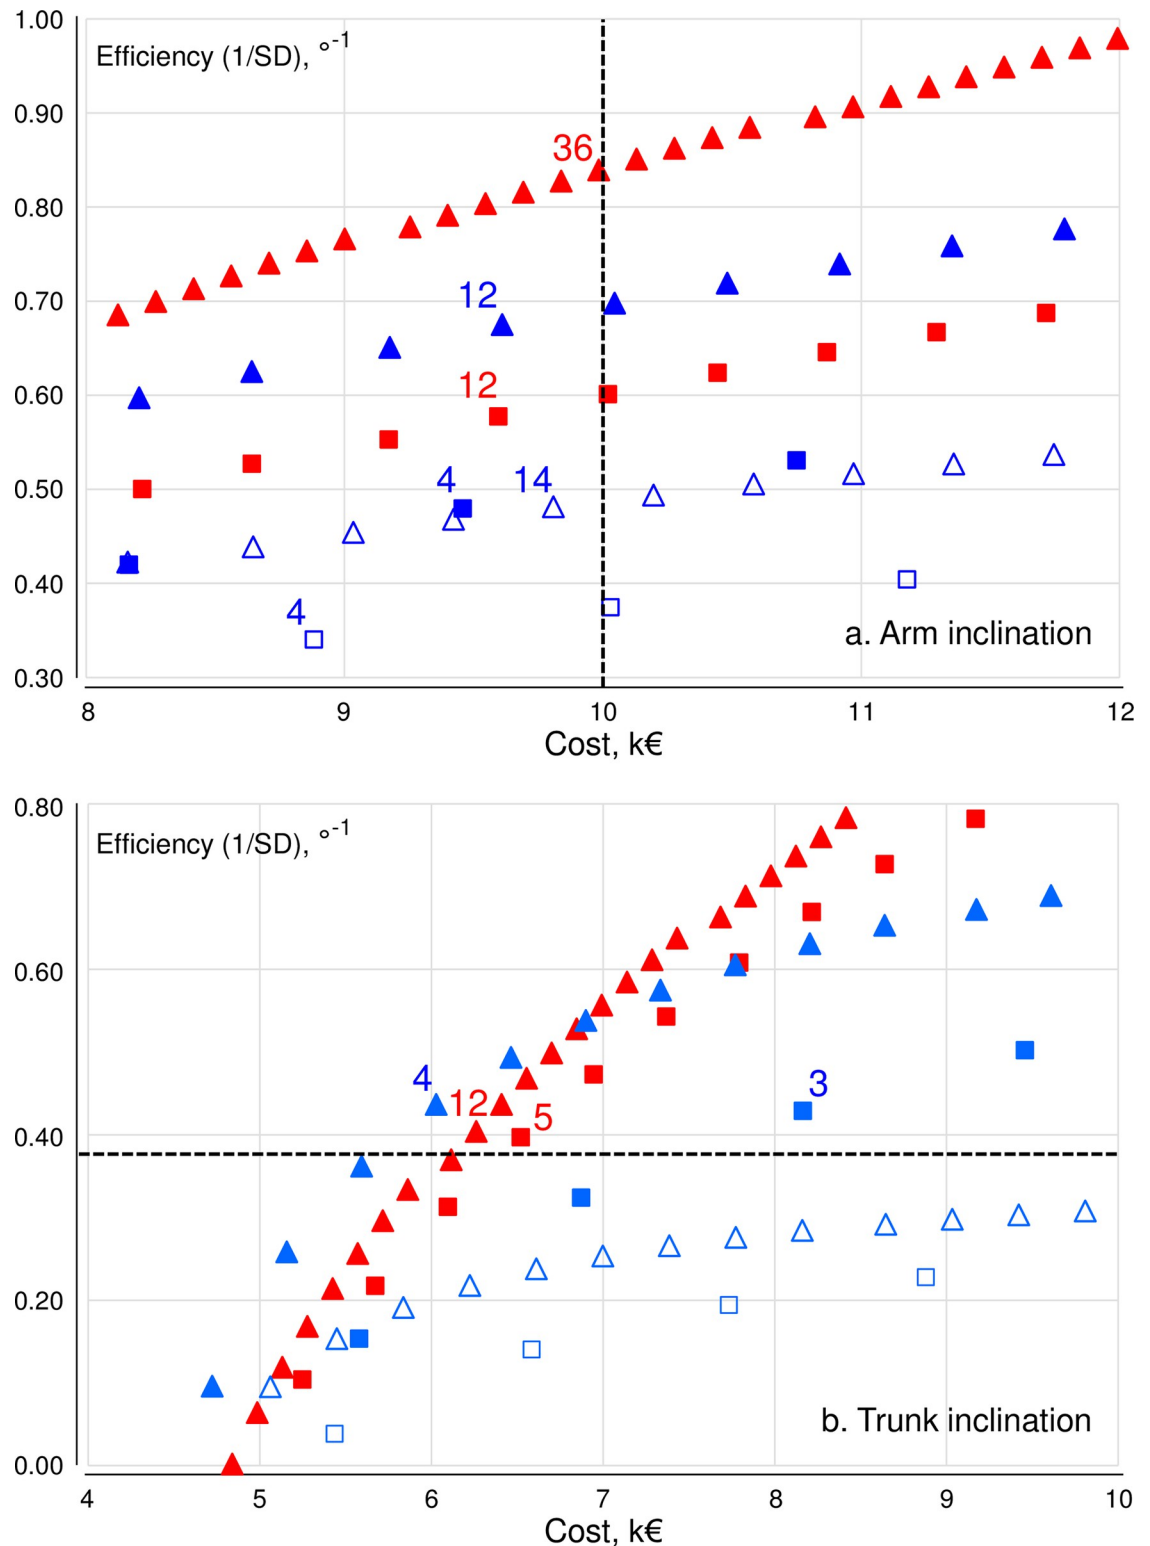 1.00
Efficiency (1/SD), °-1
0.90
36
0.80
12
0.70
12
0.60
4 14
0.50
0.40
4
a. Arm inclination
0.30
8 9 10 11 12
Cost, k€
0.80
Efficiency (1/SD), °-1
0.60
4
12
5
3
0.40
0.20
b. Trunk inclination
0.00
4 5 6 7 8 9 10
Cost, k€